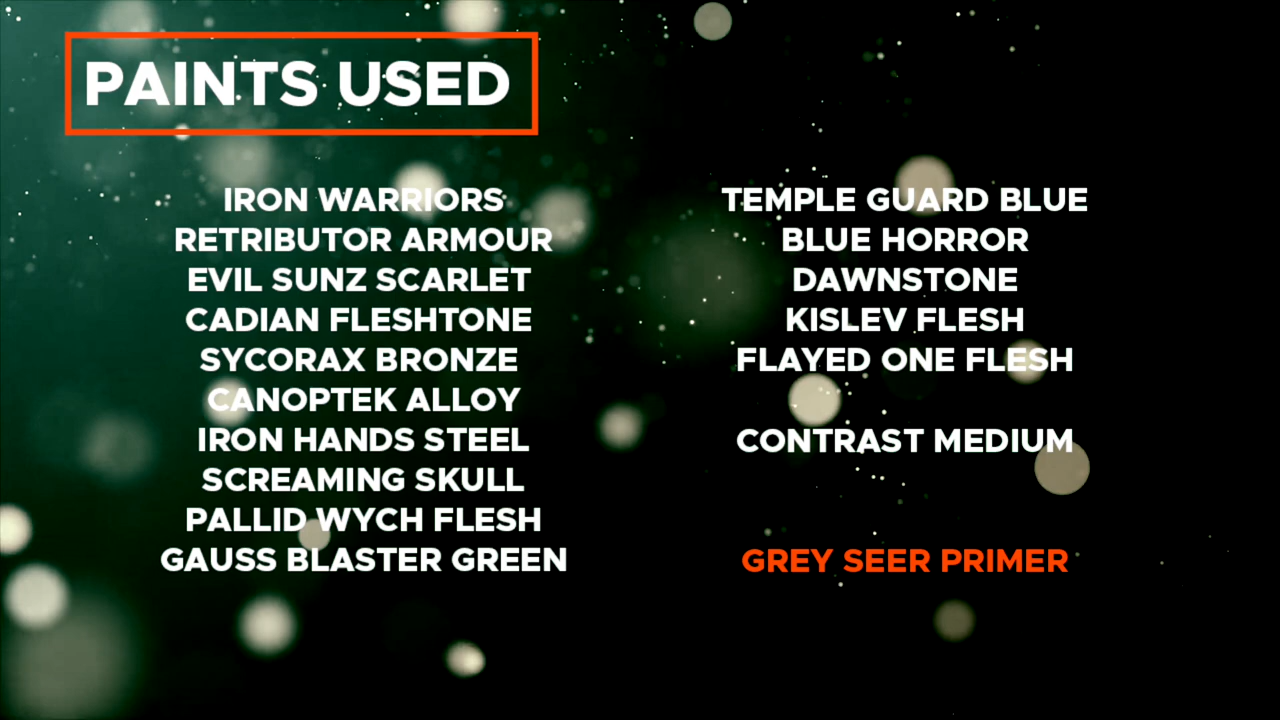 PAINTS USED
IRON WARRIORS
RETRIBUTOR ARMOUR
EVIL SUNZ SCARLET
CADIAN FLESHTONE
SYCORAX BRONZE
CANOPTEK ALLOY
IRON HANDS STEEL
SCREAMING SKULL
PALLID WYCH FLESH
GAUSS BLASTER GREEN
TEMPLE GUARD BLUE
BLUE HORROR
DAWNSTONE
KISLEV FLESH
FLAYED ONE FLESH
CONTRAST MEDIUM
GREY SEER PRIMER